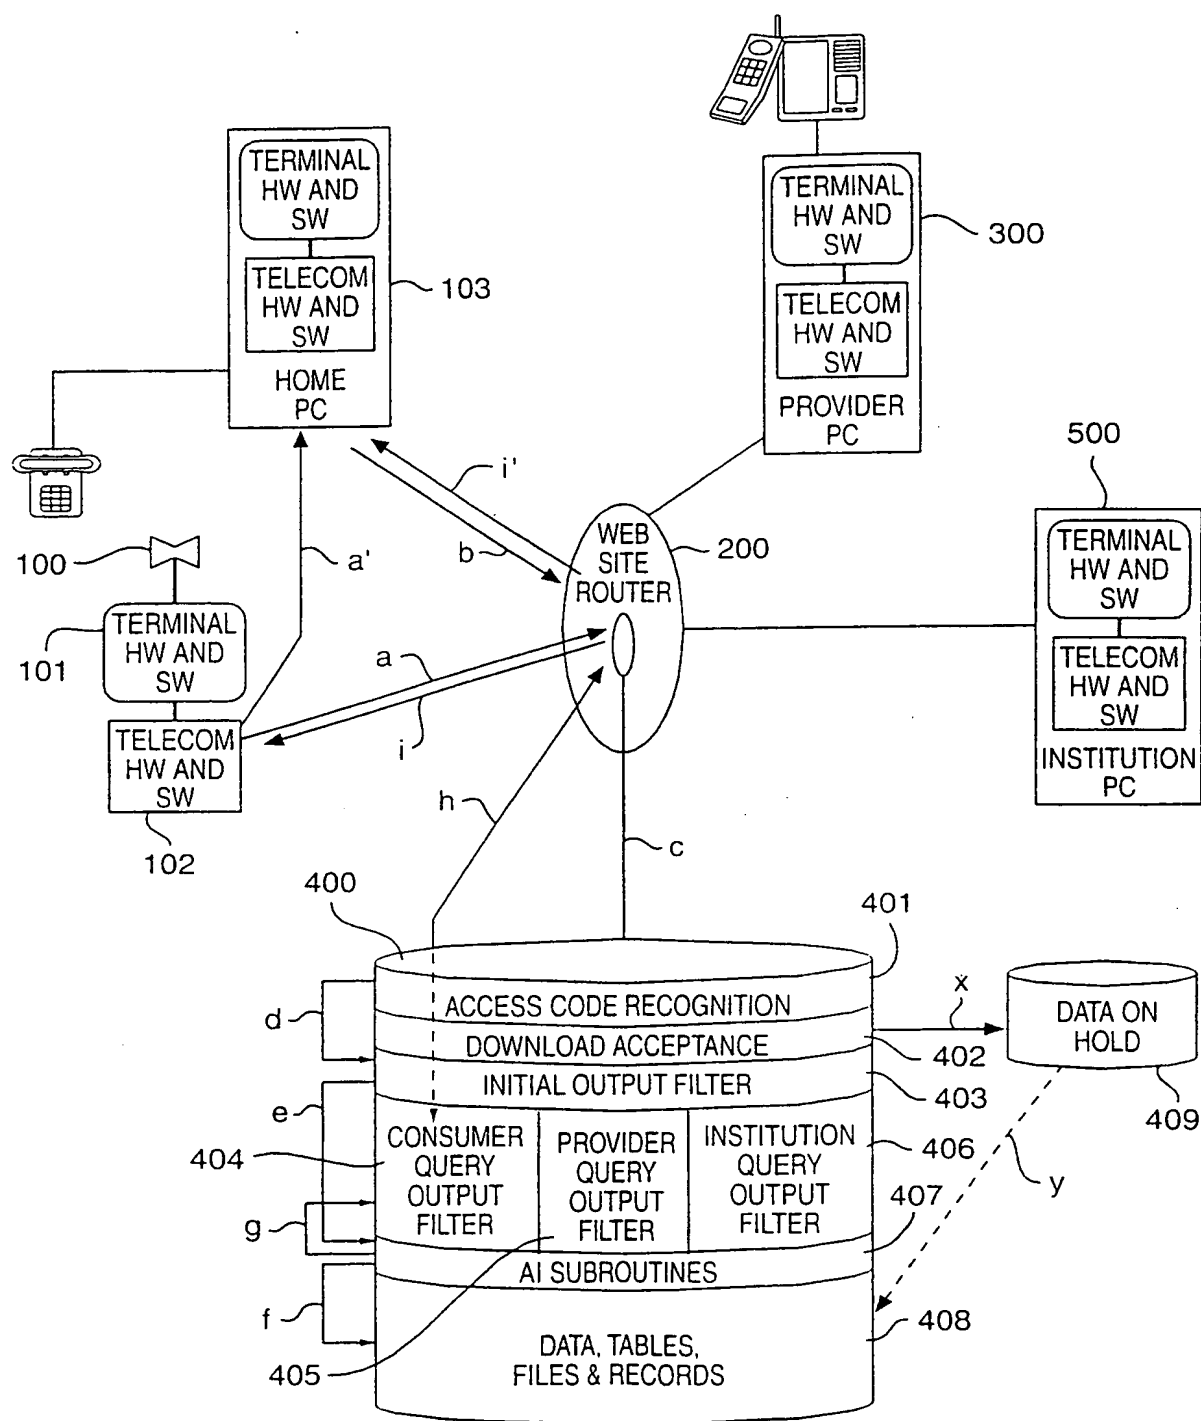 TERMINAL
HW AND
SW
TELECOM
HW AND
SW
HOME
PC
103
TERMINAL
HW AND
SW
TELECOM
HW AND
SW
PROVIDER
PC
300
500
TERMINAL
HW AND
SW
TELECOM
HW AND
SW
INSTITUTION
PC
i'
b
a'
WEB
SITE
ROUTER
200
100
101
TERMINAL
HW AND
SW
TELECOM
HW AND
SW
102
a
i
h
c
400
401
ACCESS CODE RECOGNITION
d
DOWNLOAD ACCEPTANCE
402
x
DATA ON
HOLD
409
INITIAL OUTPUT FILTER
403
e
404
CONSUMER
QUERY
OUTPUT
FILTER
PROVIDER
QUERY
OUTPUT
FILTER
INSTITUTION
QUERY
OUTPUT
FILTER
406
y
g
407
AI SUBROUTINES
f
405
DATA, TABLES,
FILES & RECORDS
408